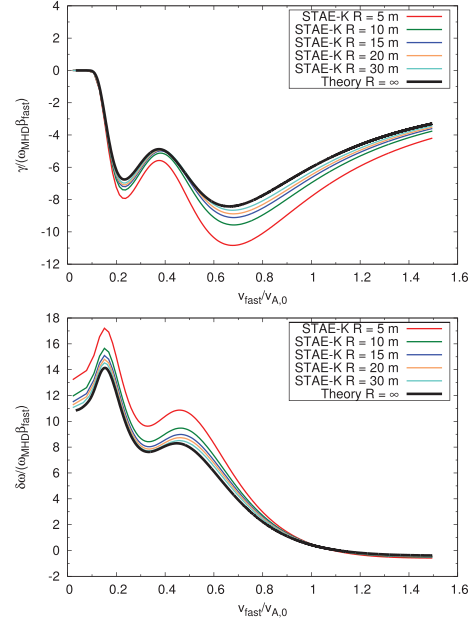 4
2
0
-2
-4
-6
-8
-10
-12
γ/(ω_MHD β_fast)
0 0.2 0.4 0.6 0.8 1 1.2 1.4 1.6
v_fast/v_A,0
STAE-K R = 5 m
STAE-K R = 10 m
STAE-K R = 15 m
STAE-K R = 20 m
STAE-K R = 30 m
Theory R = ∞
18
16
14
12
10
8
6
4
2
0
-2
δω/(ω_MHD β_fast)
0 0.2 0.4 0.6 0.8 1 1.2 1.4 1.6
v_fast/v_A,0
STAE-K R = 5 m
STAE-K R = 10 m
STAE-K R = 15 m
STAE-K R = 20 m
STAE-K R = 30 m
Theory R = ∞